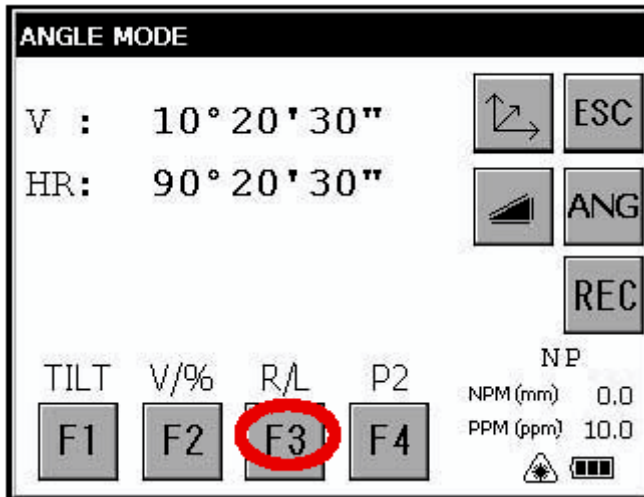 ANGLE MODE
V : 10°20'30"
HR: 90°20'30"
ESC
ANG
REC
TILT V/% R/L P2
F1 F2 F3 F4
NP
NPM (mm) 0.0
PPM (ppm) 10.0